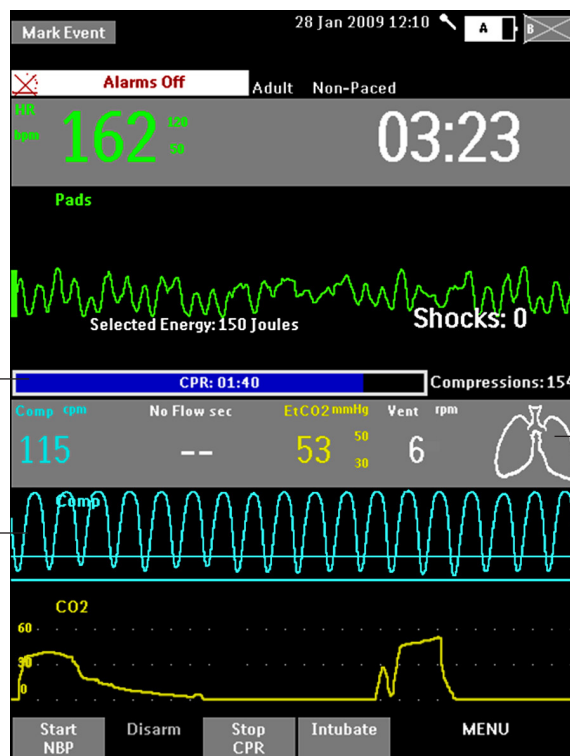 Mark Event
28 Jan 2009 12:10
A
B
Alarms Off
Adult Non-Paced
HR
bpm
162
120
50
03:23
Pads
Selected Energy: 150 Joules
Shocks: 0
CPR: 01:40
Compressions: 154
Comp cpm
115
No Flow sec
--
EtCO2 mmHg
53
50
30
Vent rpm
6
Comp
CO2
60
30
0
Start NBP
Disarm
Stop CPR
Intubate
MENU